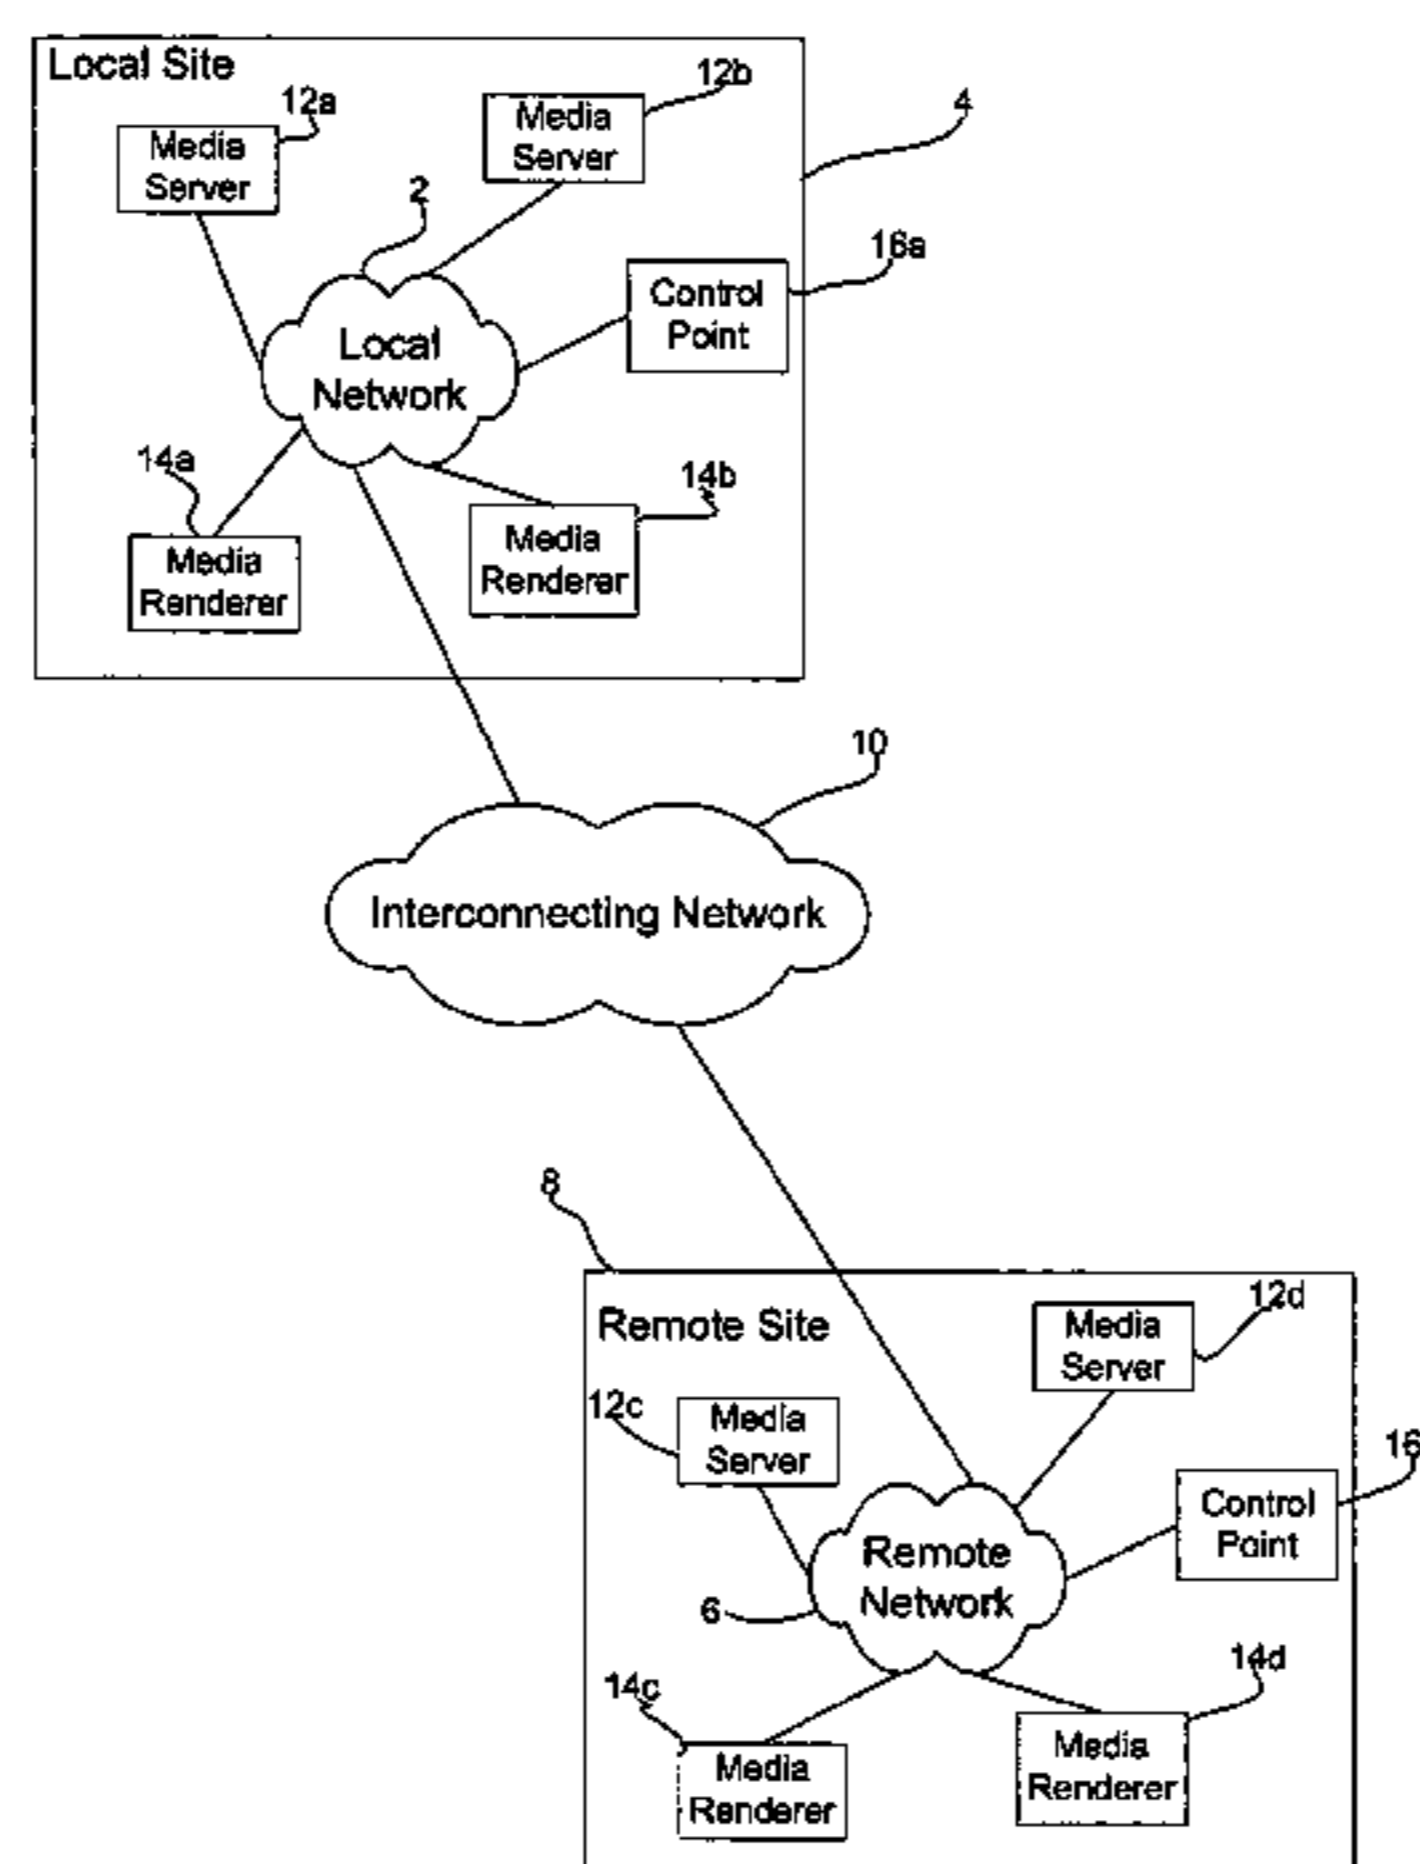 Local Site
12a
Media
Server
12b
Media
Server
4
2
16a
Control
Point
Local
Network
14a
Media
Renderer
14b
Media
Renderer
10
Interconnecting Network
8
Remote Site
12d
Media
Server
12c
Media
Server
16
Control
Point
Remote
Network
6
14c
Media
Renderer
14d
Media
Renderer